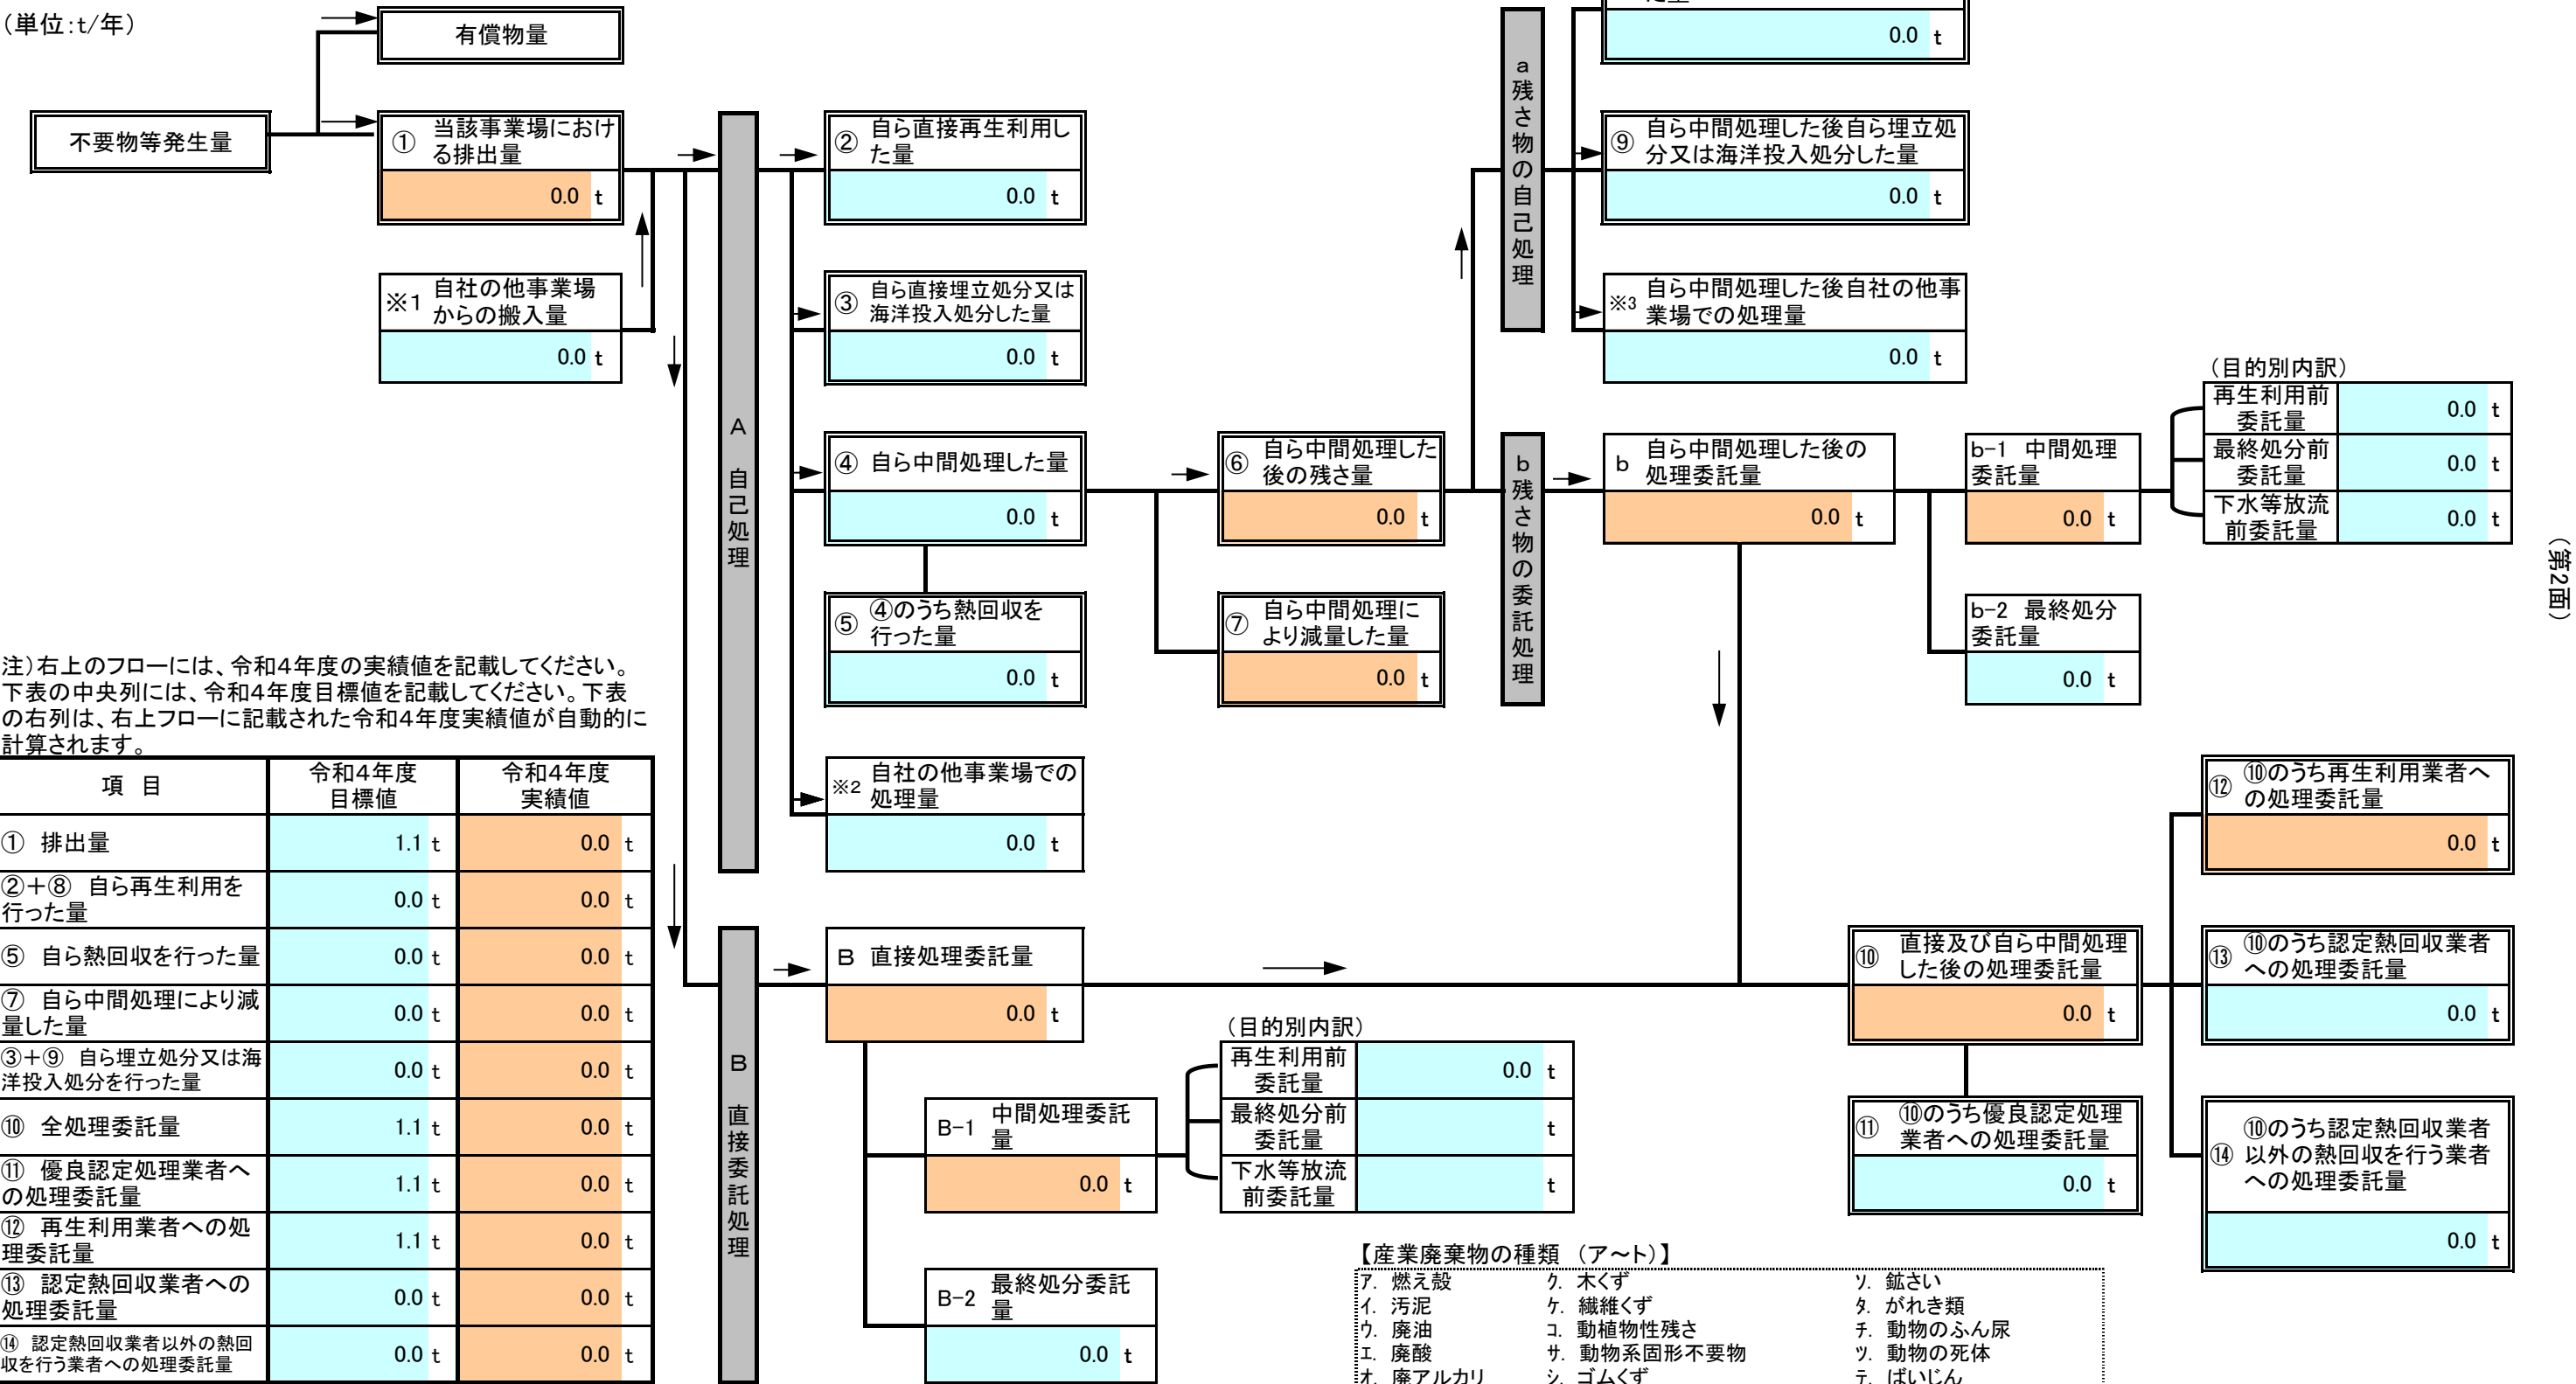 （単位:t/年）
有償物量
不要物等発生量
① 当該事業場におけ
る排出量
0.0 t
※1 自社の他事業場
からの搬入量
0.0 t
A 自己処理
② 自ら直接再生利用し
た量
0.0 t
③ 自ら直接埋立処分又は
海洋投入処分した量
0.0 t
④ 自ら中間処理した量
0.0 t
⑤ ④のうち熱回収を
行った量
0.0 t
※2 自社の他事業場での
処理量
0.0 t
⑥ 自ら中間処理した
後の残さ量
0.0 t
⑦ 自ら中間処理に
より減量した量
0.0 t
a残さ物の自己処理
0.0 t
⑨ 自ら中間処理した後自ら埋立処
分又は海洋投入処分した量
0.0 t
※3 自ら中間処理した後自社の他事
業場での処理量
0.0 t
b残さ物の委託処理
b 自ら中間処理した後の
処理委託量
0.0 t
b-1 中間処理
委託量
0.0 t
b-2 最終処分
委託量
0.0 t
（目的別内訳）
再生利用前
委託量 0.0 t
最終処分前
委託量 0.0 t
下水等放流
前委託量 0.0 t
（第2面）
注）右上のフローには、令和4年度の実績値を記載してください。
下表の中央列には、令和4年度目標値を記載してください。下表
の右列は、右上フローに記載された令和4年度実績値が自動的に
計算されます。
項 目 令和4年度
目標値 令和4年度
実績値
① 排出量 1.1 t 0.0 t
②＋⑧ 自ら再生利用を
行った量 0.0 t 0.0 t
⑤ 自ら熱回収を行った量 0.0 t 0.0 t
⑦ 自ら中間処理により減
量した量 0.0 t 0.0 t
③＋⑨ 自ら埋立処分又は海
洋投入処分を行った量 0.0 t 0.0 t
⑩ 全処理委託量 1.1 t 0.0 t
⑪ 優良認定処理業者へ
の処理委託量 1.1 t 0.0 t
⑫ 再生利用業者への処
理委託量 1.1 t 0.0 t
⑬ 認定熱回収業者への
処理委託量 0.0 t 0.0 t
⑭ 認定熱回収業者以外の熱回
収を行う業者への処理委託量 0.0 t 0.0 t
B 直接委託処理
B 直接処理委託量
0.0 t
B-1 中間処理委託
量
0.0 t
B-2 最終処分委託
量
0.0 t
（目的別内訳）
再生利用前
委託量 0.0 t
最終処分前
委託量 t
下水等放流
前委託量 t
⑩ 直接及び自ら中間処理
した後の処理委託量
0.0 t
⑪ ⑩のうち優良認定処理
業者への処理委託量
0.0 t
⑫ ⑩のうち再生利用業者へ
の処理委託量
0.0 t
⑬ ⑩のうち認定熱回収業者
への処理委託量
0.0 t
⑭ ⑩のうち認定熱回収業者
以外の熱回収を行う業者
への処理委託量
0.0 t
【産業廃棄物の種類 （ア～ト）】
ア. 燃え殻 ク. 木くず ソ. 鉱さい
イ. 汚泥 ケ. 繊維くず タ. がれき類
ウ. 廃油 コ. 動植物性残さ チ. 動物のふん尿
エ. 廃酸 サ. 動物系固形不要物 ツ. 動物の死体
オ. 廃アルカリ シ. ゴムくず テ. ばいじん